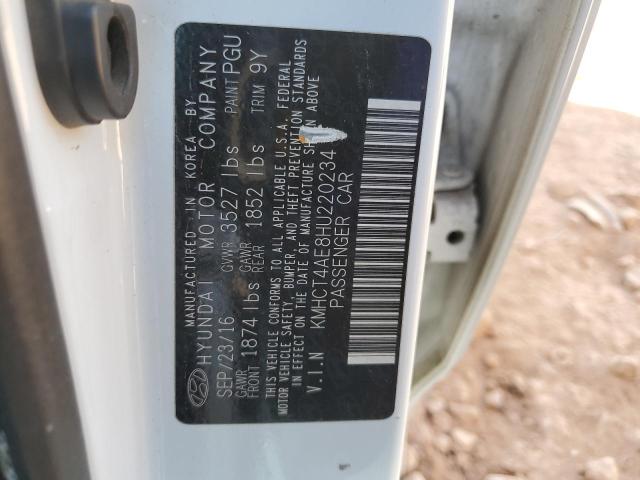 MANUFACTURED IN KOREA BY
HYUNDAI MOTOR COMPANY
SEP/23/16 GVWR 3527 lbs PAINT PGU
GAWR FRONT 1874 lbs GAWR REAR 1852 lbs TRIM 9Y
THIS VEHICLE CONFORMS TO ALL APPLICABLE U.S.A. FEDERAL
MOTOR VEHICLE SAFETY, BUMPER, AND THEFT PREVENTION STANDARDS
IN EFFECT ON THE DATE OF MANUFACTURE SHOWN ABOVE
V.I.N KMHCT4AE8HU220234
PASSENGER CAR